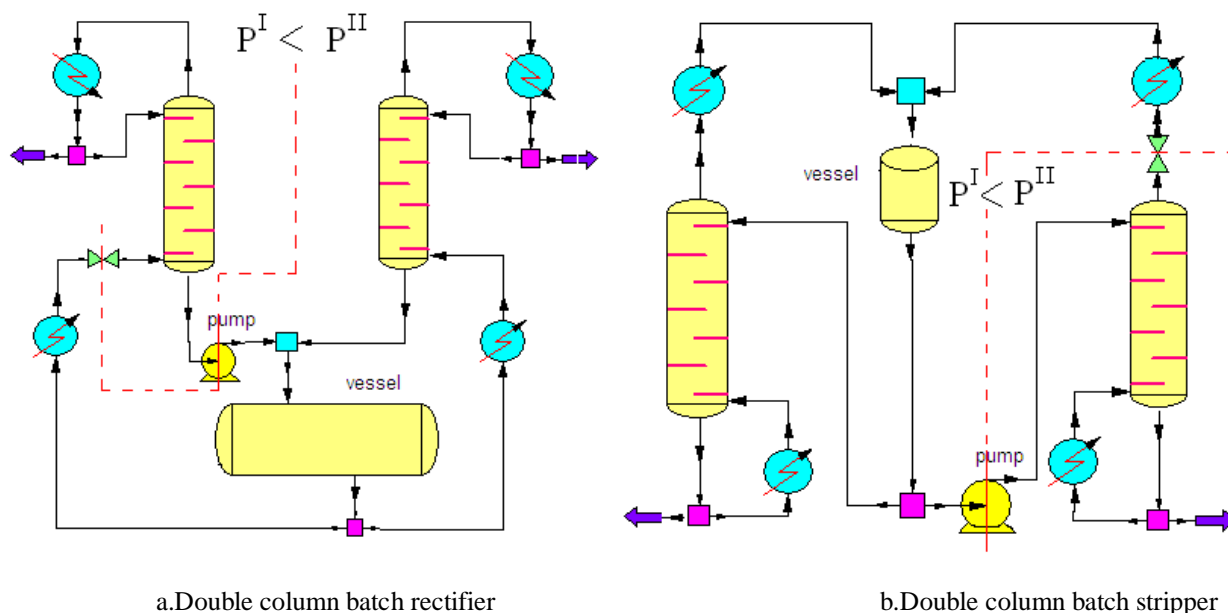 P^I < P^II
pump
vessel
a.Double column batch rectifier
vessel
P^I < P^II
pump
b.Double column batch stripper